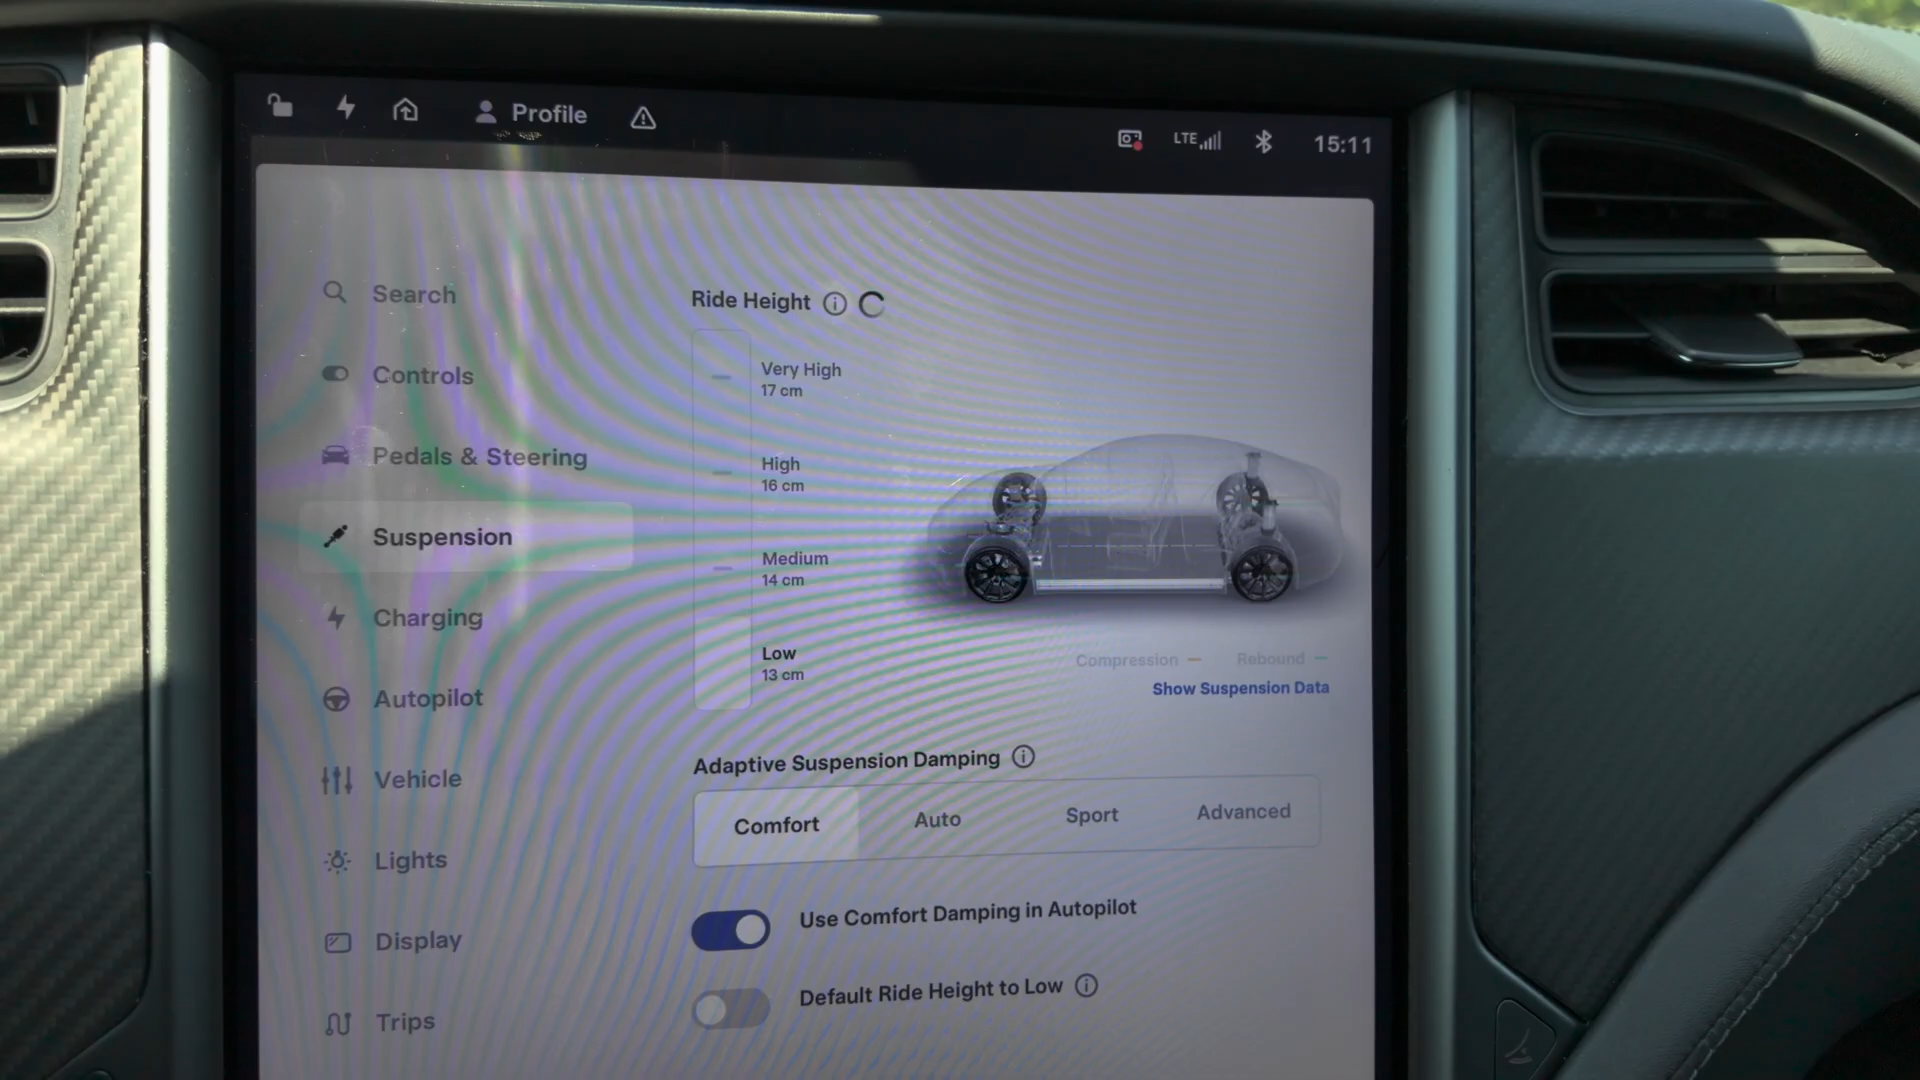 Profile
LTE
15:11
Search
Controls
Pedals & Steering
Suspension
Charging
Autopilot
Vehicle
Lights
Display
Trips
Ride Height
Very High
17 cm
High
16 cm
Medium
14 cm
Low
13 cm
Compression
Rebound
Show Suspension Data
Adaptive Suspension Damping
Comfort
Auto
Sport
Advanced
Use Comfort Damping in Autopilot
Default Ride Height to Low